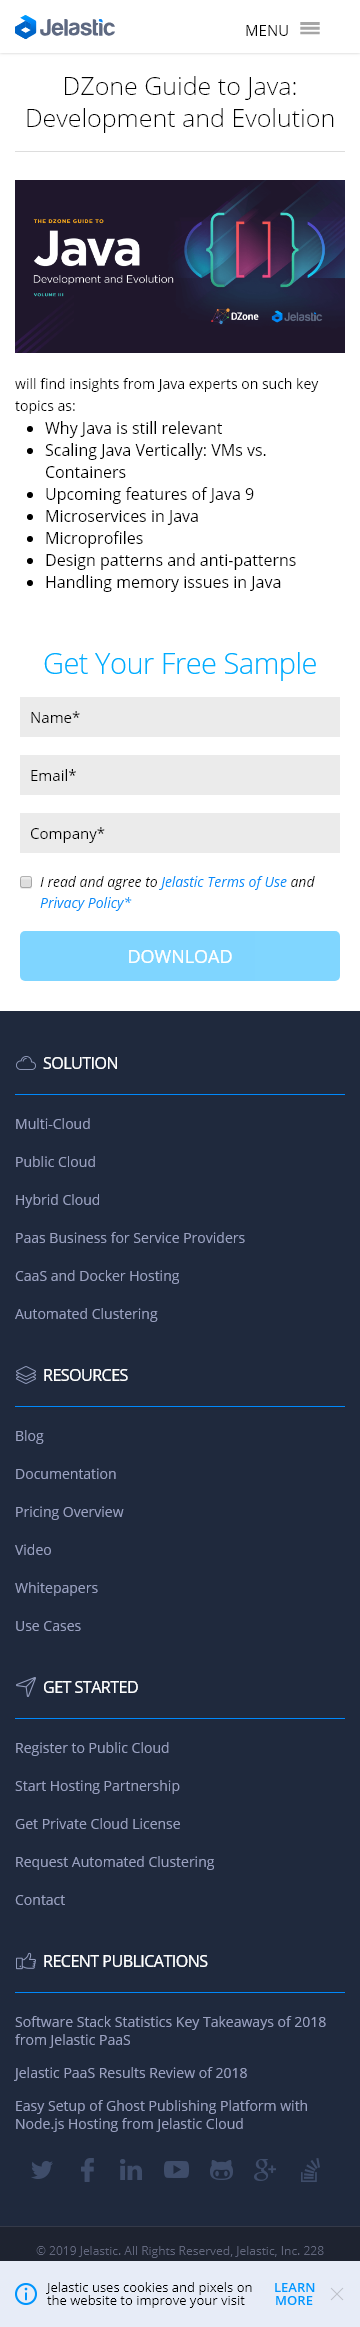 Jelastic
MENU
DZone Guide to Java:
Development and Evolution
THE DZONE GUIDE TO
Java
Development and Evolution
VOLUME III
DZone
Jelastic
will find insights from Java experts on such key
topics as:
Why Java is still relevant
Scaling Java Vertically: VMs vs.
Containers
Upcoming features of Java 9
Microservices in Java
Microprofiles
Design patterns and anti-patterns
Handling memory issues in Java
Get Your Free Sample
Name*
Email*
Company*
I read and agree to Jelastic Terms of Use and
Privacy Policy*
DOWNLOAD
SOLUTION
Multi-Cloud
Public Cloud
Hybrid Cloud
Paas Business for Service Providers
CaaS and Docker Hosting
Automated Clustering
RESOURCES
Blog
Documentation
Pricing Overview
Video
Whitepapers
Use Cases
GET STARTED
Register to Public Cloud
Start Hosting Partnership
Get Private Cloud License
Request Automated Clustering
Contact
RECENT PUBLICATIONS
Software Stack Statistics Key Takeaways of 2018
from Jelastic PaaS
Jelastic PaaS Results Review of 2018
Easy Setup of Ghost Publishing Platform with
Node.js Hosting from Jelastic Cloud
© 2019 Jelastic. All Rights Reserved, Jelastic, Inc. 228
Jelastic uses cookies and pixels on
the website to improve your visit
LEARN
MORE